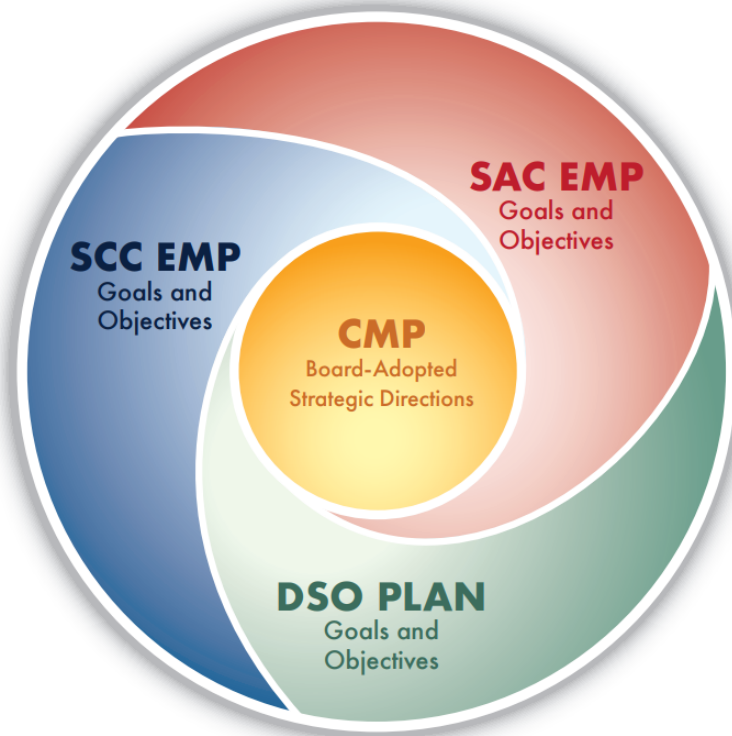 SAC EMP
Goals and
Objectives
SCC EMP
Goals and
Objectives
CMP
Board-Adopted
Strategic Directions
DSO PLAN
Goals and
Objectives